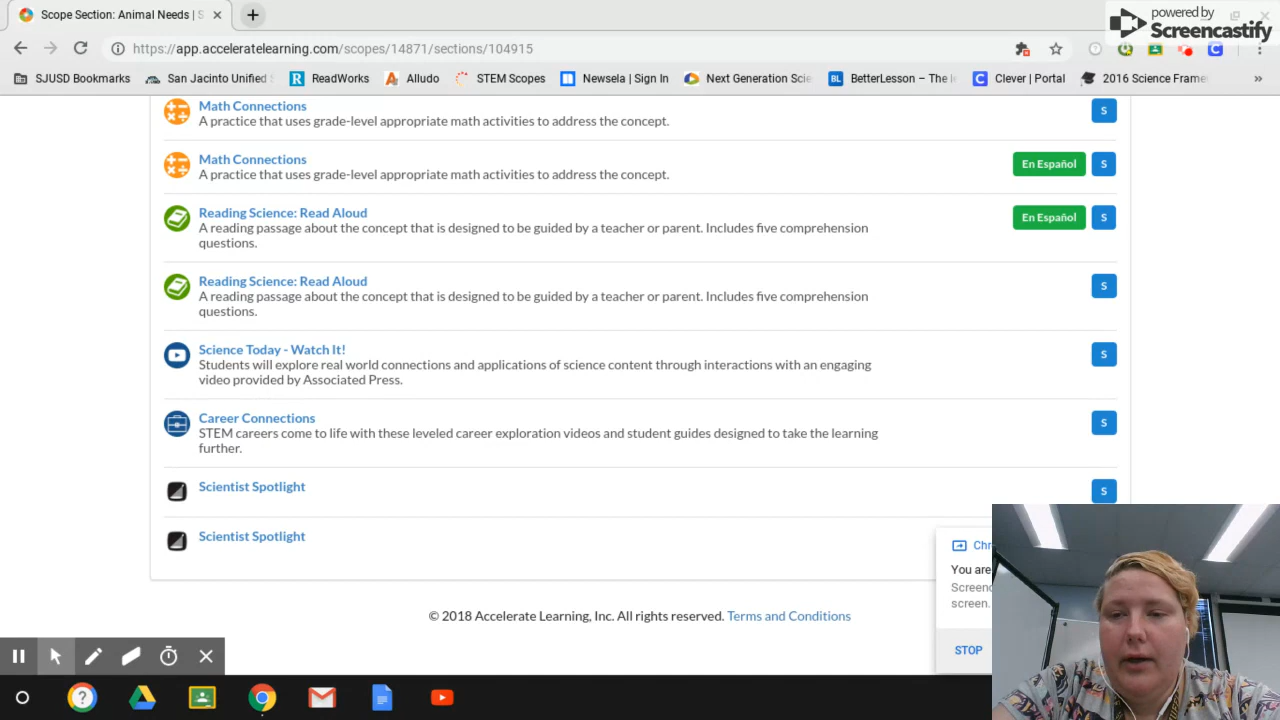 Scope Section: Animal Needs | S
powered by
Screencastify
https://app.acceleratelearning.com/scopes/14871/sections/104915
SJUSD Bookmarks
San Jacinto Unified
ReadWorks
Alludo
STEM Scopes
Newsela | Sign In
Next Generation Scie
BetterLesson – The le
Clever | Portal
2016 Science Frame
Math Connections
S
A practice that uses grade-level appropriate math activities to address the concept.
Math Connections
En Español
S
A practice that uses grade-level appropriate math activities to address the concept.
Reading Science: Read Aloud
En Español
S
A reading passage about the concept that is designed to be guided by a teacher or parent. Includes five comprehension
questions.
Reading Science: Read Aloud
S
A reading passage about the concept that is designed to be guided by a teacher or parent. Includes five comprehension
questions.
Science Today - Watch It!
S
Students will explore real world connections and applications of science content through interactions with an engaging
video provided by Associated Press.
Career Connections
S
STEM careers come to life with these leveled career exploration videos and student guides designed to take the learning
further.
Scientist Spotlight
S
Scientist Spotlight
Chr
You are
Screenc
screen.
STOP
© 2018 Accelerate Learning, Inc. All rights reserved. Terms and Conditions